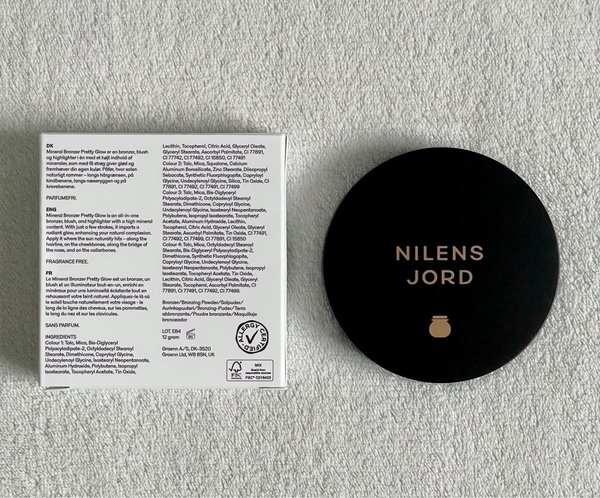 DK
Mineral Bronzer Pretty Glow er en bronzer, blush
og highlighter i én med et højt indhold af
mineraler, som med få strøg giver glød og
fremhæver din egen kulør. Påfør, hvor solen
naturligt rammer - langs hårgrænsen, på
kindbenene, langs næseryggen og på
kravebenene.
PARFUMEFRI.
ENG
Mineral Bronzer Pretty Glow is an all-in-one
bronzer, blush, and highlighter with a high mineral
content. With just a few strokes, it imparts a
radiant glow, enhancing your natural complexion.
Apply it where the sun naturally hits - along the
hairline, on the cheekbones, along the bridge of
the nose, and on the collarbones.
FRAGRANCE FREE.
FR
Le Mineral Bronzer Pretty Glow est un bronzer, un
blush et un illuminateur tout-en-un, enrichi en
minéraux pour une luminosité éclatante tout en
rehaussant votre teint naturel. Appliquez-le là où
le soleil touche naturellement votre visage - le
long de la ligne des cheveux, sur les pommettes,
le long du nez et sur les clavicules.
SANS PARFUM.
INGREDIENTS
Colour 1: Talc, Mica, Bis-Diglyceryl
Polyacyladipate-2, Octyldodecyl Stearoyl
Stearate, Dimethicone, Capryloyl Glycine,
Undecylenoyl Glycine, Isostearyl Neopentanoate,
Aluminum Hydroxide, Polybutene, Isopropyl
Isostearate, Tocopheryl Acetate, Tin Oxide,
Lecithin, Tocopherol, Citric Acid, Glyceryl Oleate,
Glyceryl Stearate, Ascorbyl Palmitate, CI 77891,
CI 77742, CI 77492, CI 15850, CI 77491
Colour 2: Talc, Mica, Squalane, Calcium
Aluminum Borosilicate, Zinc Stearate, Diisopropyl
Sebacate, Synthetic Fluorphlogopite, Capryloyl
Glycine, Undecylenoyl Glycine, Silica, Tin Oxide, CI
77891, CI 77491, CI 77499
Colour 3: Talc, Mica, Bis-Diglyceryl
Polyacyladipate-2, Octyldodecyl Stearoyl
Stearate, Dimethicone, Undecylenoyl Glycine,
Capryloyl Glycine, Isostearyl Neopentanoate,
Polybutene, Isopropyl Isostearate, Tocopheryl
Acetate, Aluminum Hydroxide, Lecithin,
Tocopherol, Citric Acid, Glyceryl Oleate, Glyceryl
Stearate, Ascorbyl Palmitate, Tin Oxide, CI 77491,
CI 77492, CI 77499, CI 77891, CI 15850
Colour 4: Talc, Mica, Octyldodecyl Stearoyl
Stearate, Bis-Diglyceryl Polyacyladipate-2,
Dimethicone, Synthetic Fluorphlogopite,
Capryloyl Glycine, Undecylenoyl Glycine,
Isostearyl Neopentanoate, Polybutene, Isopropyl
Isostearate, Tocopheryl Acetate, Tin Oxide,
Lecithin, Tocopherol, Citric Acid, Glyceryl Oleate,
Glyceryl Stearate, Ascorbyl Palmitate, CI 77891,
CI 77491, CI 77492, CI 77499.
Bronzer/Bronzing Powder/Solpuder/
Aurinkopuuteri/Bronzing-Puder/Terra
abbronzante/Poudre bronzante/Maquillaje
bronceador
LOT. EB4
12 gram
Grasenn A/S, DK-3520
Grasenn Ltd, WB 65N, UK
ALLERGY
CERTIFIED
FSC
MIX
NILENS
JORD